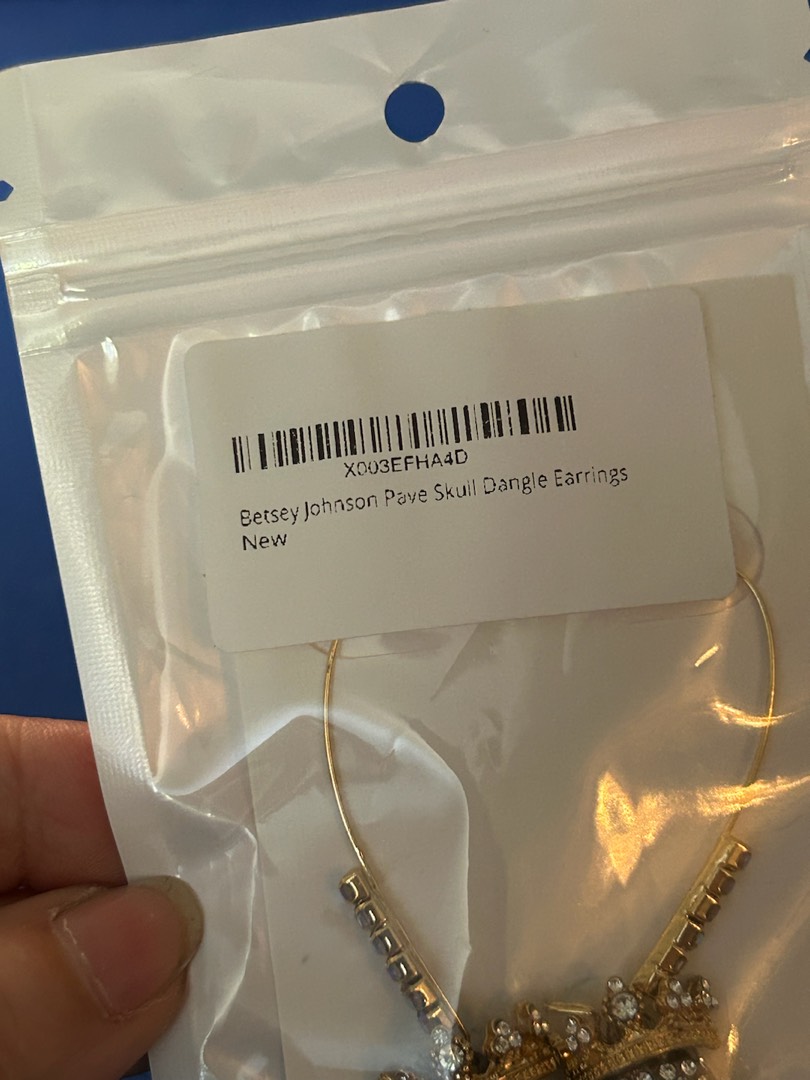 X003EFHA4D
Betsey Johnson Pave Skull Dangle Earrings
New